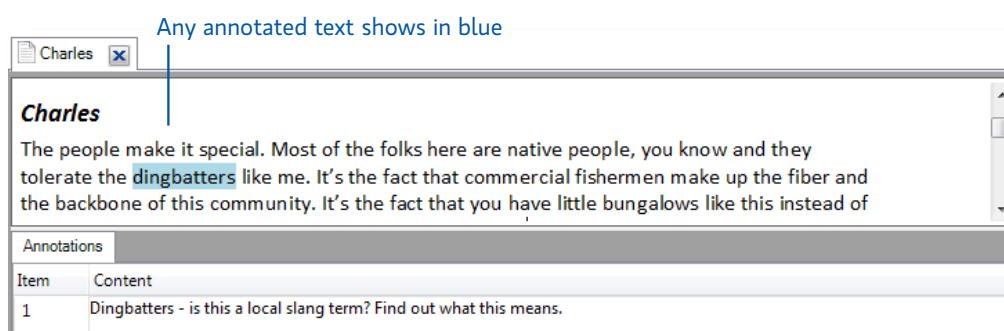 Any annotated text shows in blue
Charles
Charles
The people make it special. Most of the folks here are native people, you know and they
tolerate the dingbatters like me. It's the fact that commercial fishermen make up the fiber and
the backbone of this community. It's the fact that you have little bungalows like this instead of
Annotations
Item Content
1 Dingbatters - is this a local slang term? Find out what this means.